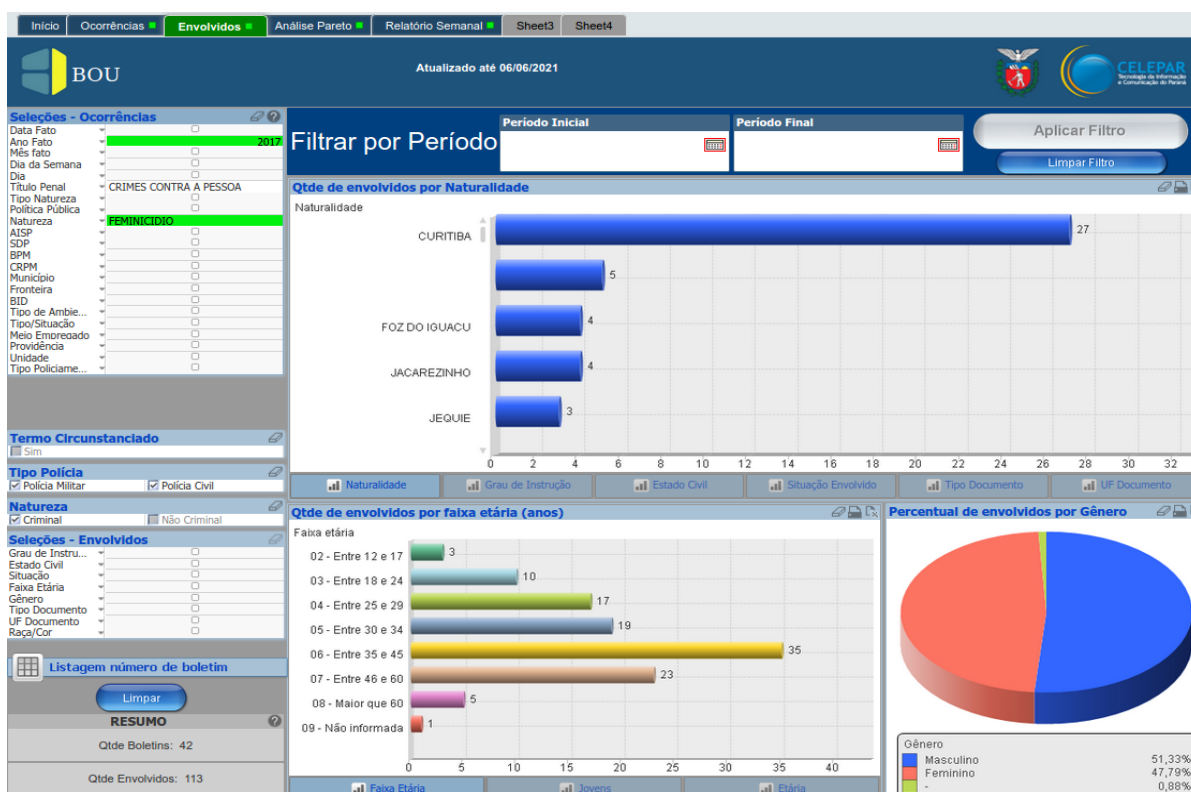 Início Ocorrências Envolvidos Análise Pareto Relatório Semanal Sheet3 Sheet4
BOU
Atualizado até 06/06/2021
CELEPAR
Tecnologia da Informação
e Comunicação do Paraná
Seleções - Ocorrências
Data Fato
Ano Fato 2017
Mês fato
Dia da Semana
Dia
Título Penal CRIMES CONTRA A PESSOA
Tipo Natureza
Política Pública
Natureza FEMINICIDIO
AISP
SDP
BPM
CRPM
Município
Fronteira
BID
Tipo de Ambie...
Tipo/Situação
Meio Empregado
Providência
Unidade
Tipo Policiame...
Termo Circunstanciado
Sim
Tipo Polícia
Polícia Militar Polícia Civil
Natureza
Criminal Não Criminal
Seleções - Envolvidos
Grau de Instru...
Estado Civil
Situação
Faixa Etária
Gênero
Tipo Documento
UF Documento
Raça/Cor
Listagem número de boletim
Limpar
RESUMO
Qtde Boletins: 42
Qtde Envolvidos: 113
Filtrar por Período
Período Inicial
Período Final
Aplicar Filtro
Limpar Filtro
Qtde de envolvidos por Naturalidade
Naturalidade
CURITIBA 27
5
FOZ DO IGUACU 4
JACAREZINHO 4
JEQUIE 3
0 2 4 6 8 10 12 14 16 18 20 22 24 26 28 30 32
Naturalidade Grau de Instrução Estado Civil Situação Envolvido Tipo Documento UF Documento
Qtde de envolvidos por faixa etária (anos)
Faixa etária
02 - Entre 12 e 17 3
03 - Entre 18 e 24 10
04 - Entre 25 e 29 17
05 - Entre 30 e 34 19
06 - Entre 35 e 45 35
07 - Entre 46 e 60 23
08 - Maior que 60 5
09 - Não informada 1
0 5 10 15 20 25 30 35 40
Faixa Etária Jovens Etária
Percentual de envolvidos por Gênero
Gênero
Masculino 51,33%
Feminino 47,79%
- 0,88%